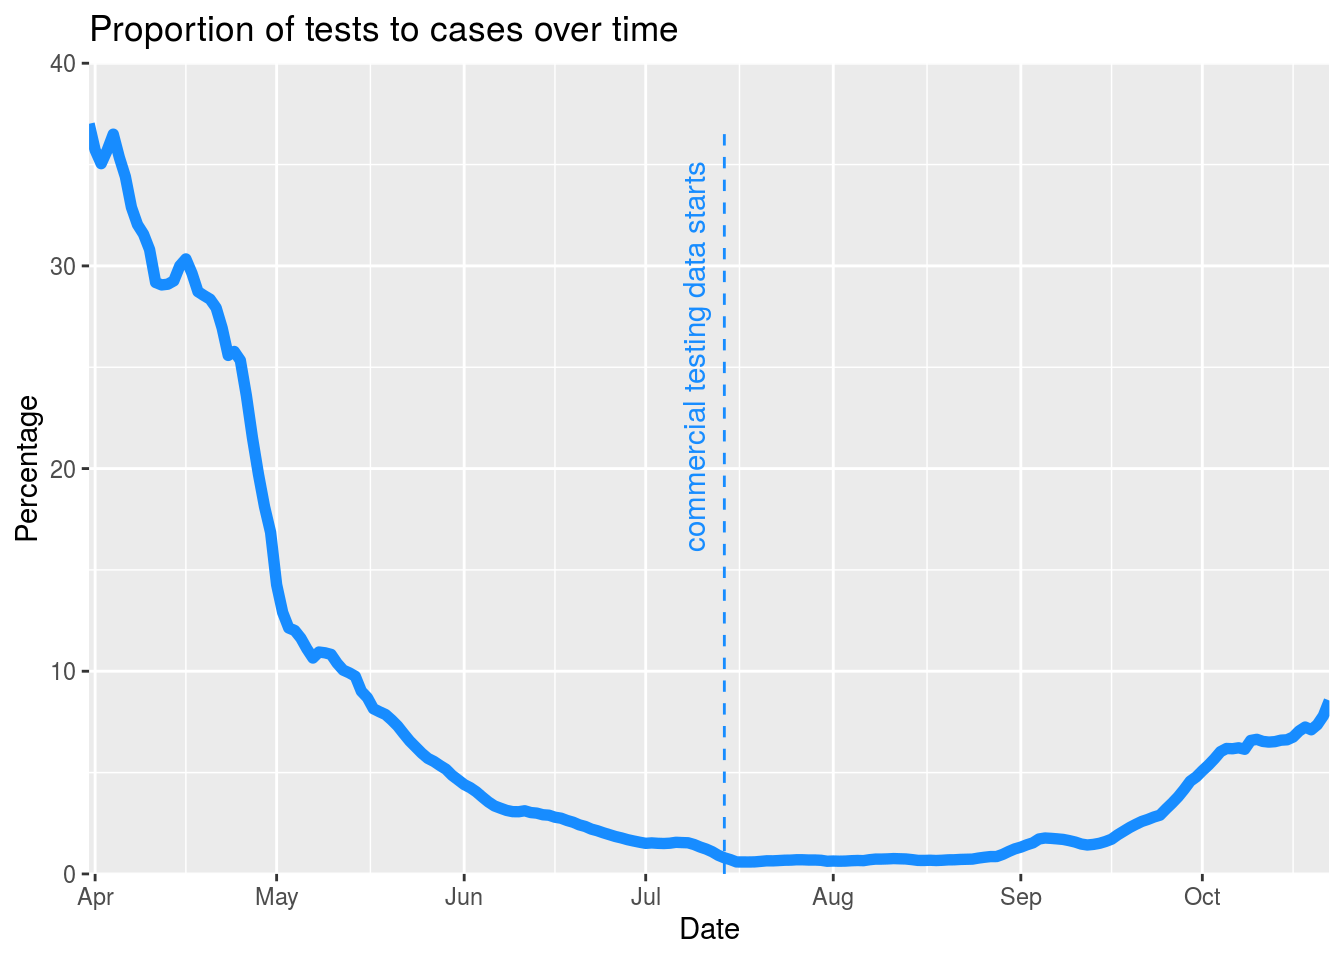 Proportion of tests to cases over time
40
30
20
10
0
Percentage
commercial testing data starts
Apr May Jun Jul Aug Sep Oct
Date